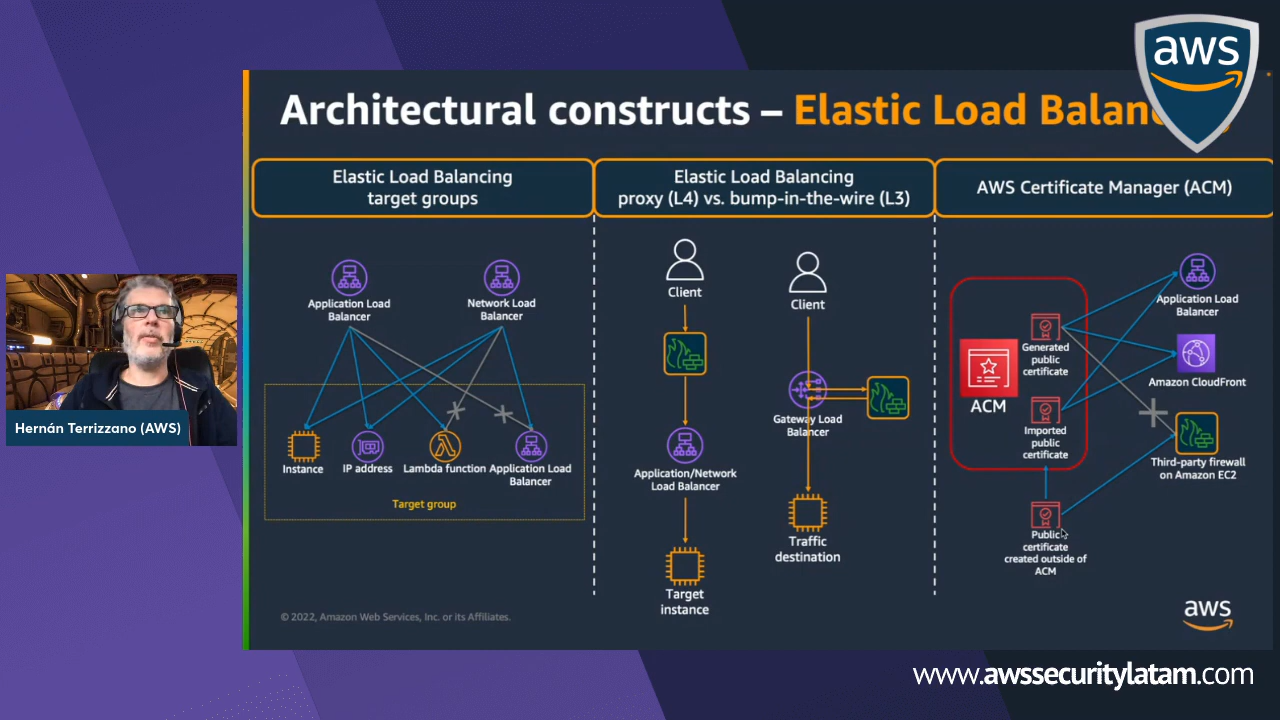 aws
Architectural constructs – Elastic Load
Elastic Load Balancing
target groups
Elastic Load Balancing
proxy (L4) vs. bump-in-the-wire (L3)
AWS Certificate Manager (ACM)
Application Load
Balancer
Network Load
Balancer
Instance
IP address
Lambda function
Application Load
Balancer
Target group
Client
Application/Network
Load Balancer
Target
instance
Client
Gateway Load
Balancer
Traffic
destination
ACM
Generated
public
certificate
Imported
public
certificate
Public
certificate
created outside of
ACM
Application Load
Balancer
Amazon CloudFront
Third-party firewall
on Amazon EC2
Hernán Terrizzano (AWS)
© 2022, Amazon Web Services, Inc. or its Affiliates.
aws
www.awssecuritylatam.com